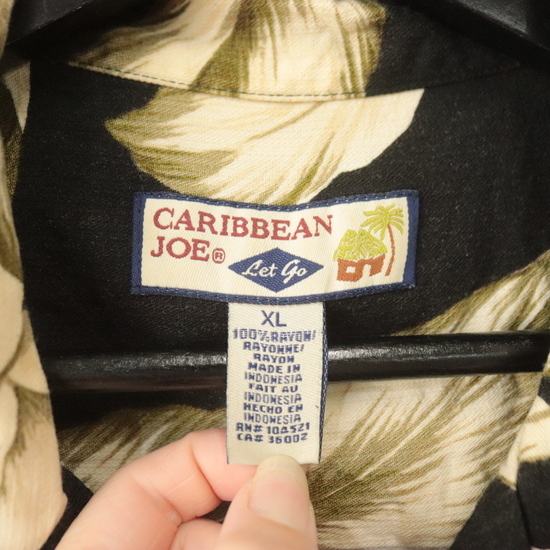 CARIBBEAN
JOE®
Let Go
XL
100% RAYON/
RAYONNE/
RAYON
MADE IN
INDONESIA
FAIT AU
INDONESIA
HECHO EN
INDONESIA
RN# 104521
CA# 36002